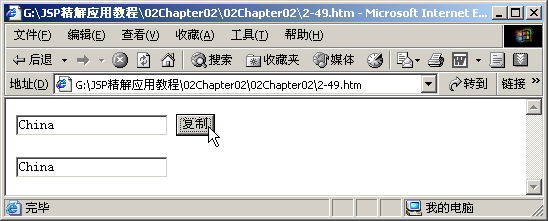 G:\JSP精解应用教程\02Chapter02\02Chapter02\2-49.htm - Microsoft Internet E...
文件(F) 编辑(E) 查看(V) 收藏(A) 工具(T) 帮助(H)
后退 搜索 收藏夹 媒体
地址(D) G:\JSP精解应用教程\02Chapter02\02Chapter02\2-49.htm 转到 链接 »
China 复制
China
完毕 我的电脑